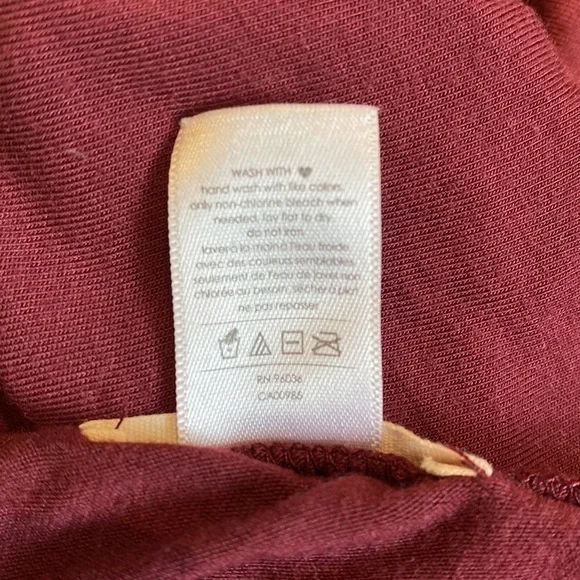 WASH WITH ♥
hand wash with like colors,
only non-chlorine bleach when
needed, lay flat to dry,
do not iron.
laver à la main à l'eau froide,
avec des couleurs semblables,
seulement de l'eau de javel non
chlorée au besoin, sécher à plat
ne pas repasser
RN 96036
CA00985